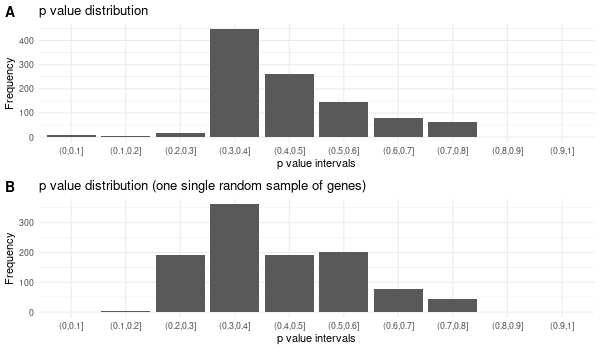 A
p value distribution
Frequency
400
300
200
100
0
(0,0.1] (0.1,0.2] (0.2,0.3] (0.3,0.4] (0.4,0.5] (0.5,0.6] (0.6,0.7] (0.7,0.8] (0.8,0.9] (0.9,1]
p value intervals
B
p value distribution (one single random sample of genes)
Frequency
300
200
100
0
(0,0.1] (0.1,0.2] (0.2,0.3] (0.3,0.4] (0.4,0.5] (0.5,0.6] (0.6,0.7] (0.7,0.8] (0.8,0.9] (0.9,1]
p value intervals